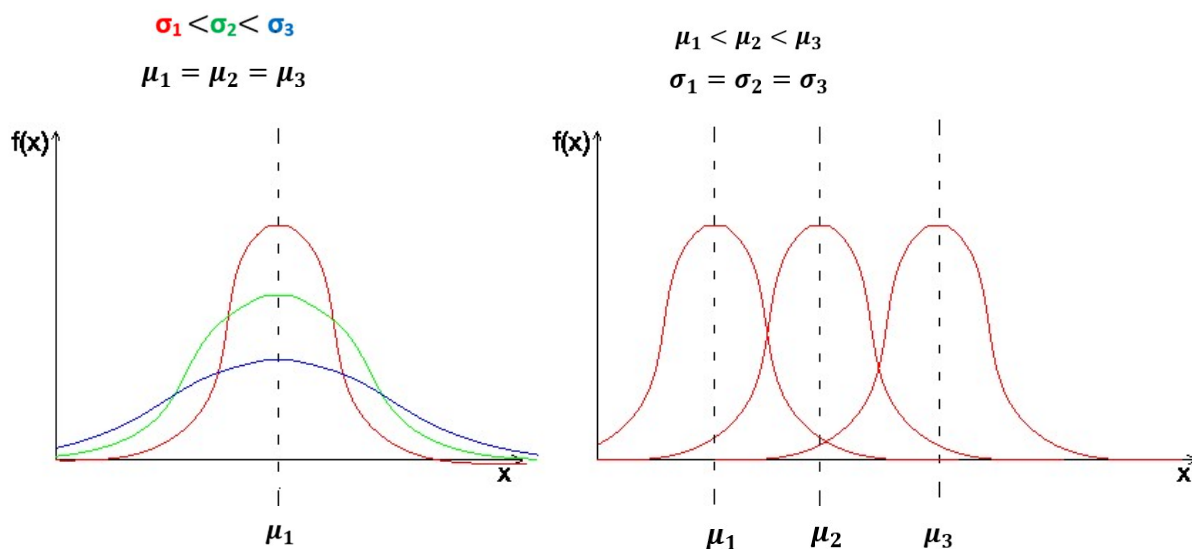 σ₁ < σ₂ < σ₃
μ₁ = μ₂ = μ₃
f(x)
x
μ₁
μ₁ < μ₂ < μ₃
σ₁ = σ₂ = σ₃
f(x)
x
μ₁ μ₂ μ₃